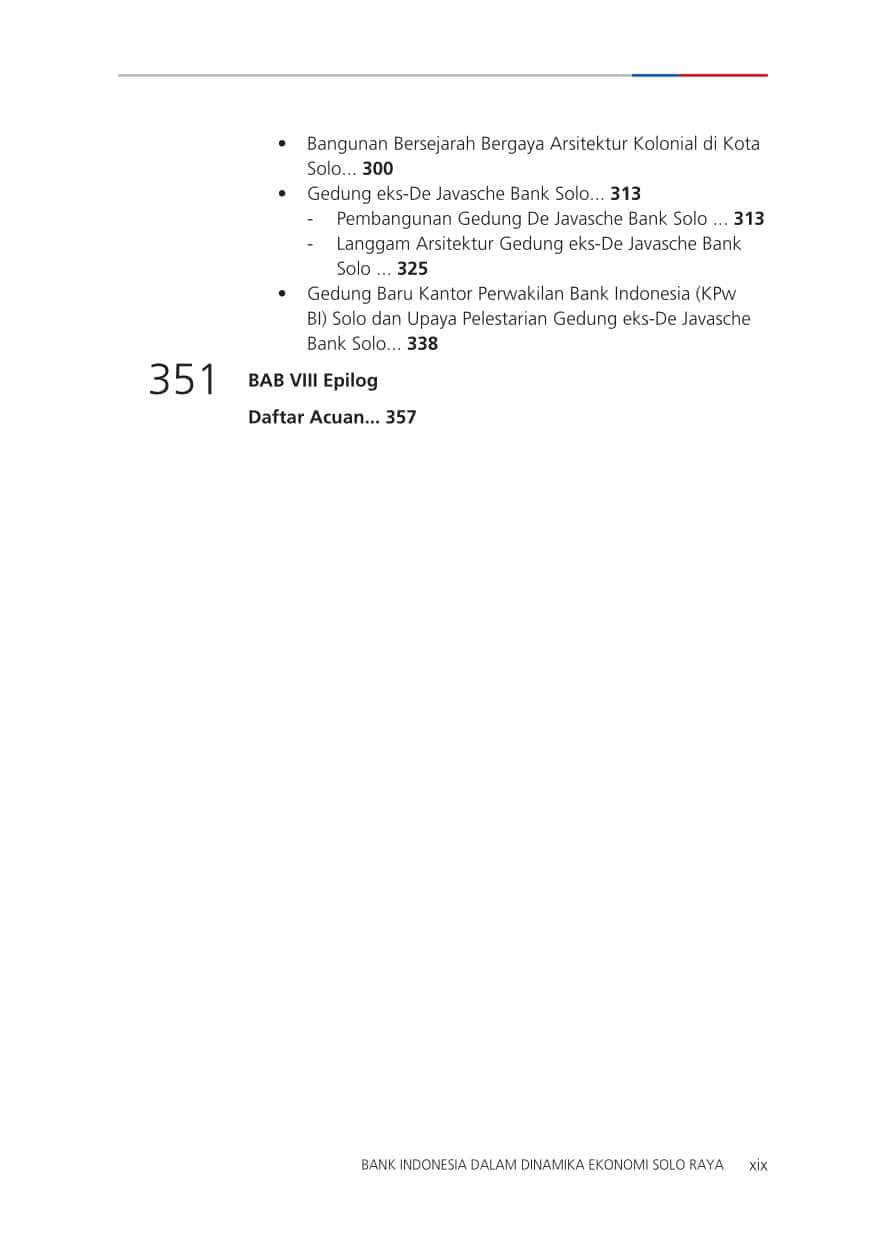 • Bangunan Bersejarah Bergaya Arsitektur Kolonial di Kota
Solo... 300
• Gedung eks-De Javasche Bank Solo... 313
- Pembangunan Gedung De Javasche Bank Solo ... 313
- Langgam Arsitektur Gedung eks-De Javasche Bank
Solo ... 325
• Gedung Baru Kantor Perwakilan Bank Indonesia (KPw
BI) Solo dan Upaya Pelestarian Gedung eks-De Javasche
Bank Solo... 338
351 BAB VIII Epilog
Daftar Acuan... 357
BANK INDONESIA DALAM DINAMIKA EKONOMI SOLO RAYA xix